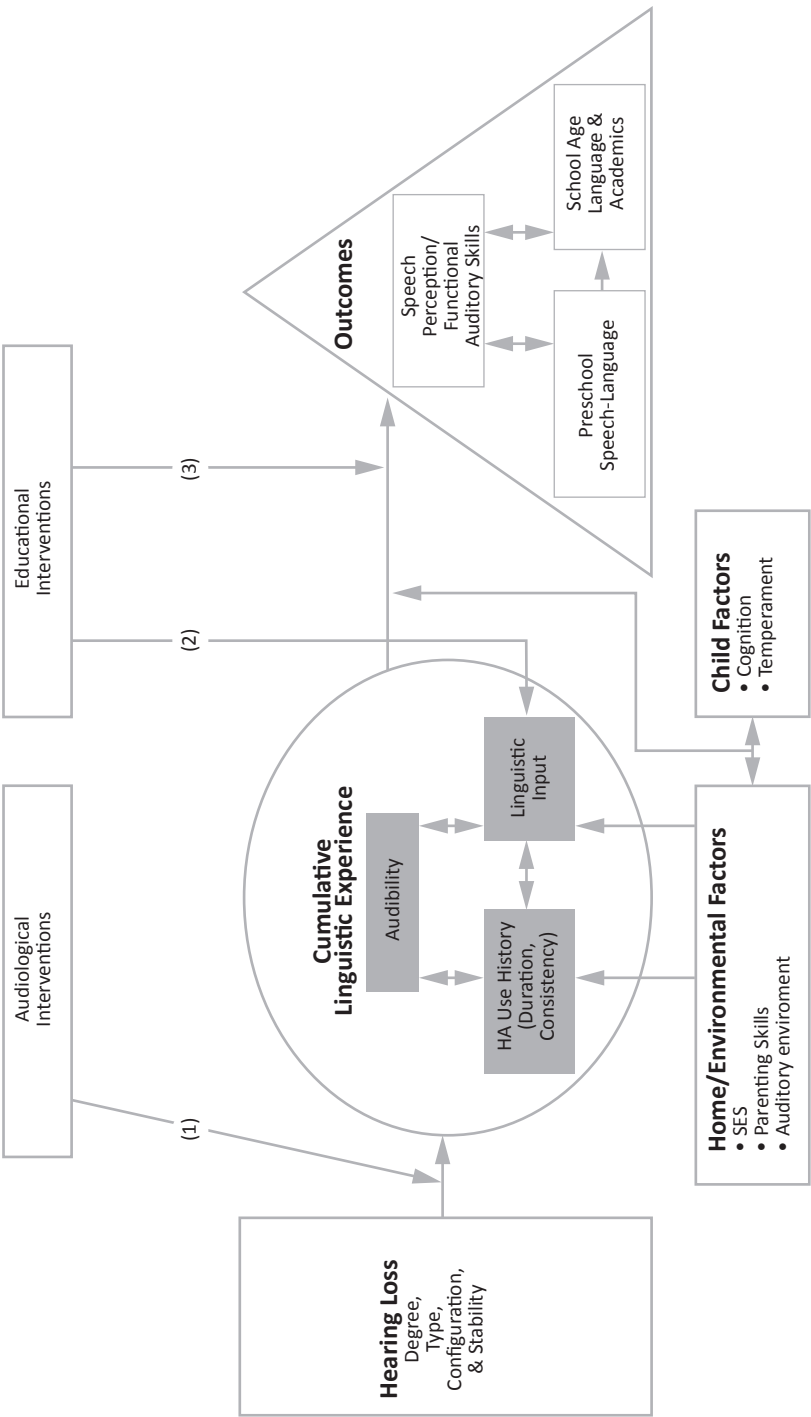 Audiological
Interventions
Educational
Interventions
(1)
(2)
(3)
Hearing Loss
Degree,
Type,
Configuration,
& Stability
Cumulative
Linguistic Experience
Audibility
HA Use History
(Duration,
Consistency)
Linguistic
Input
Outcomes
Speech
Perception/
Functional
Auditory Skills
Preschool
Speech-Language
School Age
Language &
Academics
Home/Environmental Factors
• SES
• Parenting Skills
• Auditory enviroment
Child Factors
• Cognition
• Temperament